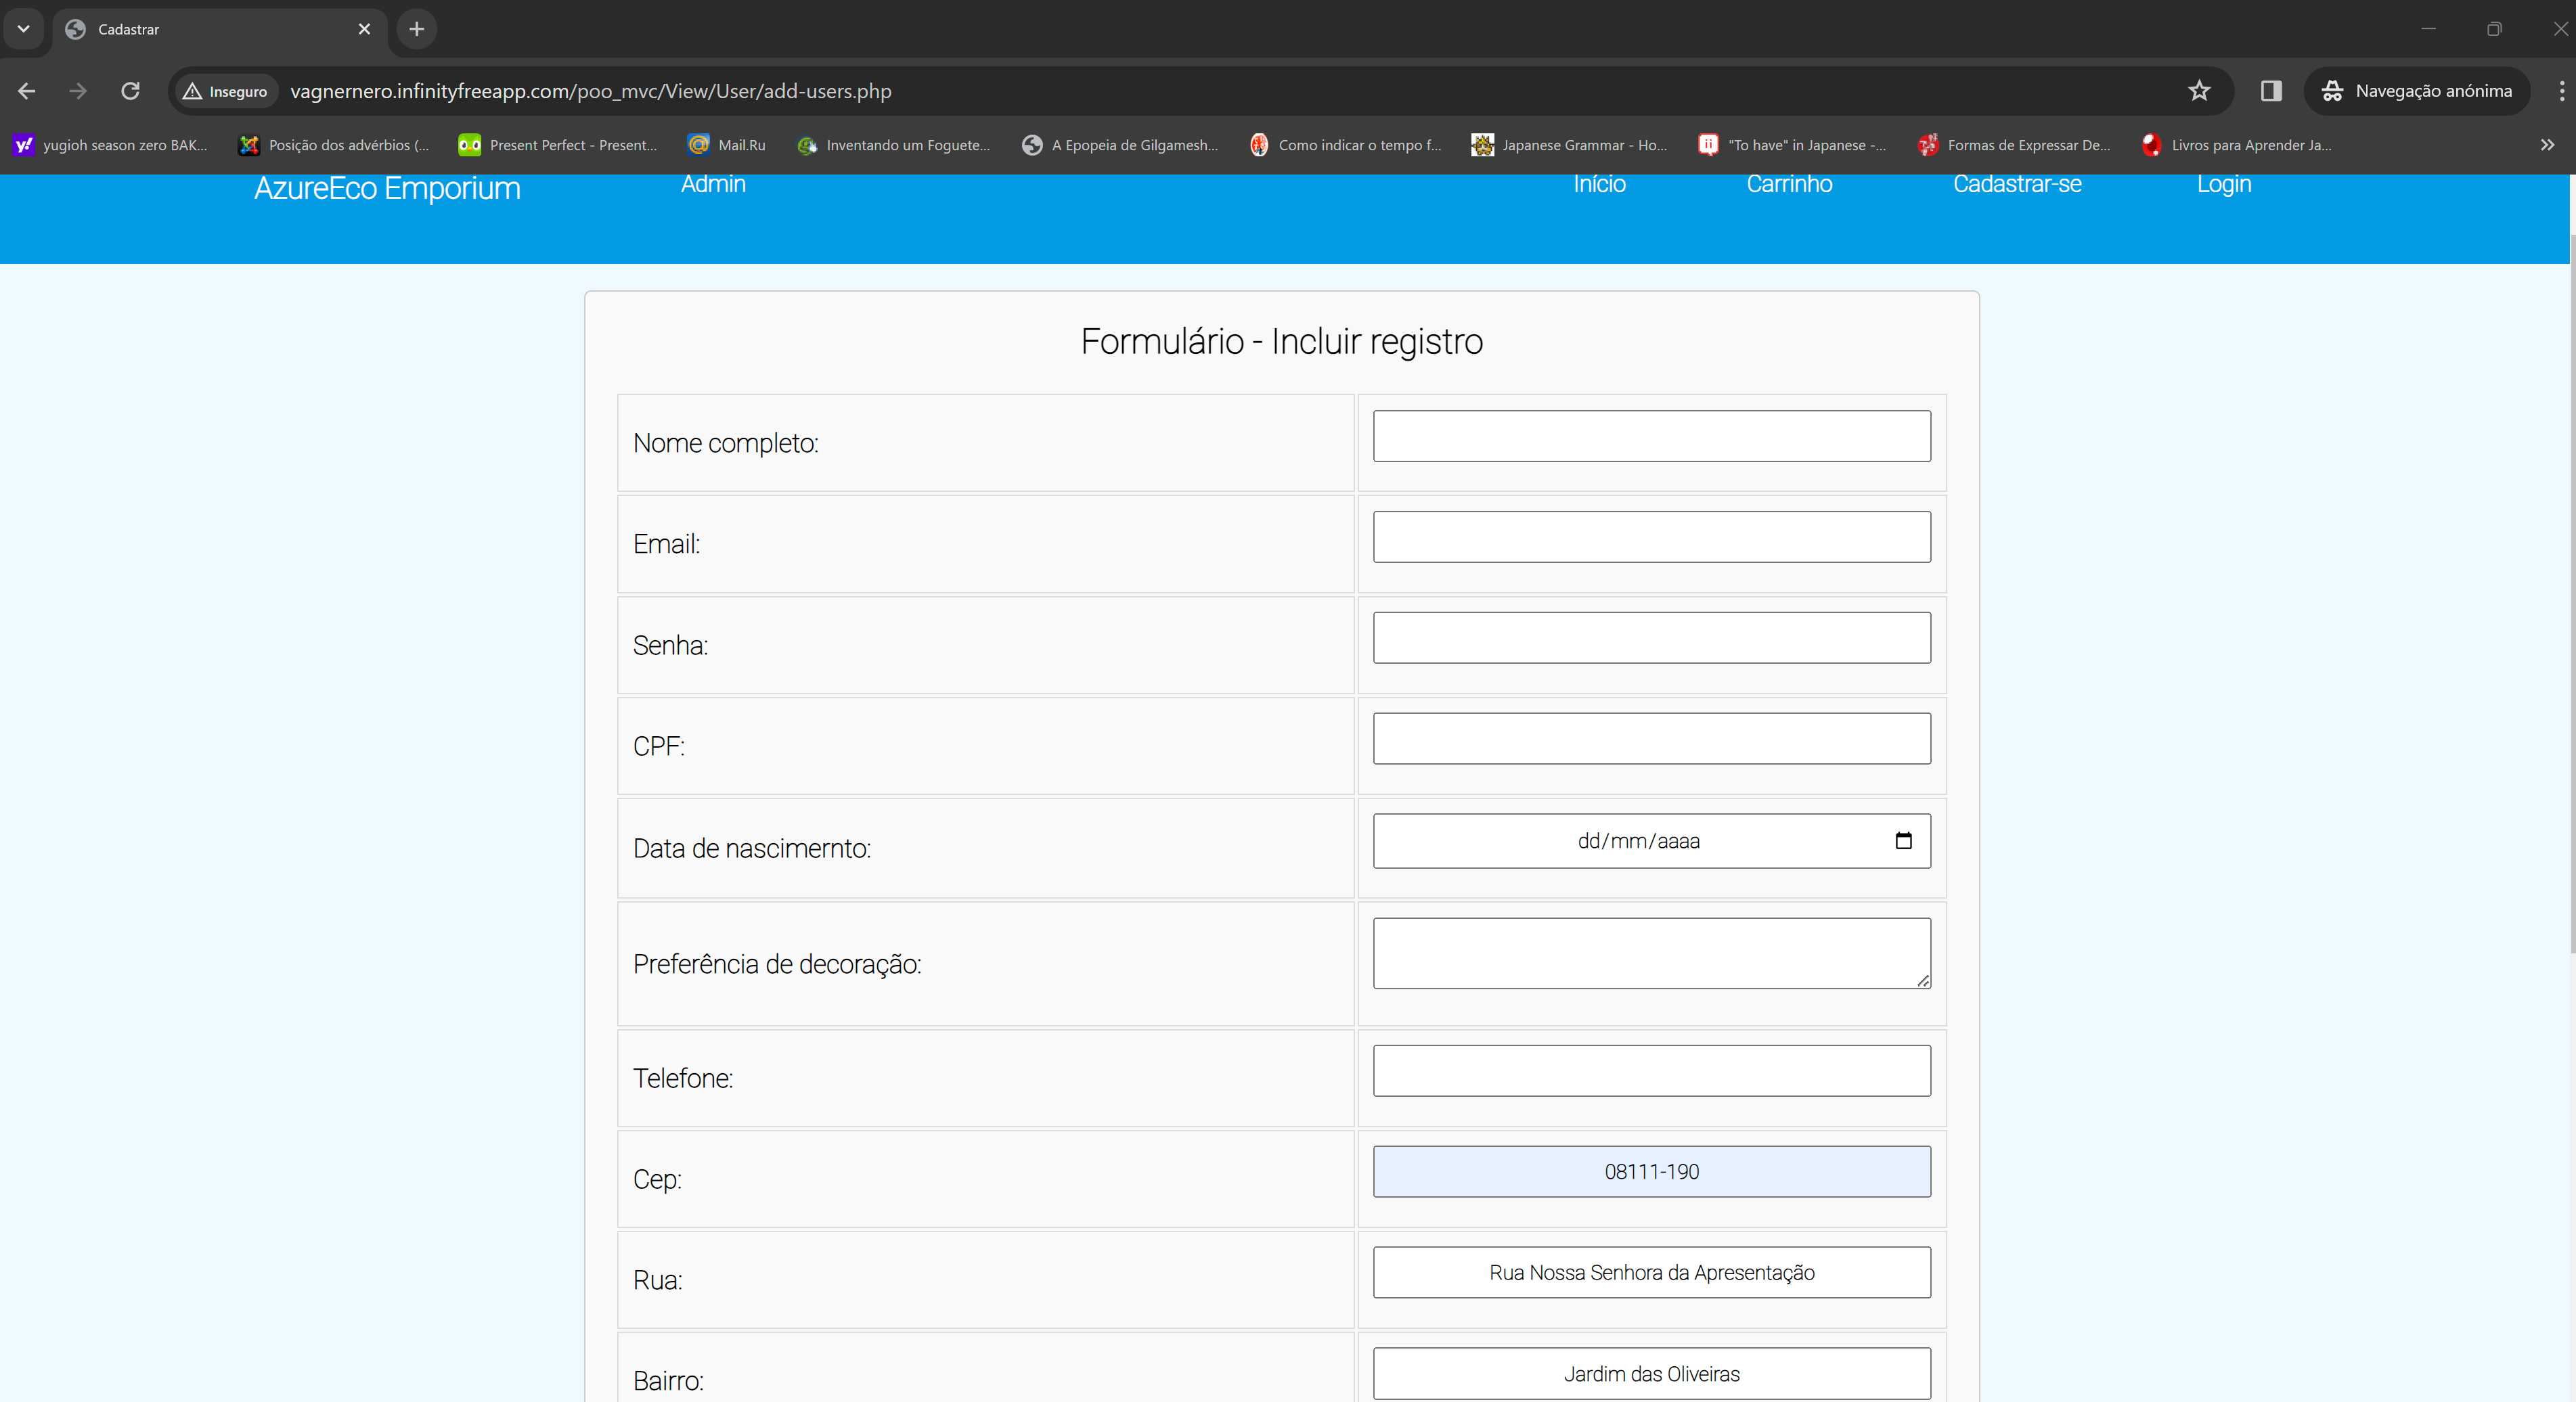 Cadastrar
Inseguro vagnernero.infinityfreeapp.com/poo_mvc/View/User/add-users.php Navegação anónima
yugioh season zero BAK... Posição dos advérbios (... Present Perfect - Present... Mail.Ru Inventando um Foguete... A Epopeia de Gilgamesh... Como indicar o tempo f... Japanese Grammar - Ho... "To have" in Japanese -... Formas de Expressar De... Livros para Aprender Ja...
AzureEco Emporium Admin Início Carrinho Cadastrar-se Login
Formulário - Incluir registro
Nome completo:
Email:
Senha:
CPF:
Data de nascimernto: dd/mm/aaaa
Preferência de decoração:
Telefone:
Cep: 08111-190
Rua: Rua Nossa Senhora da Apresentação
Bairro: Jardim das Oliveiras